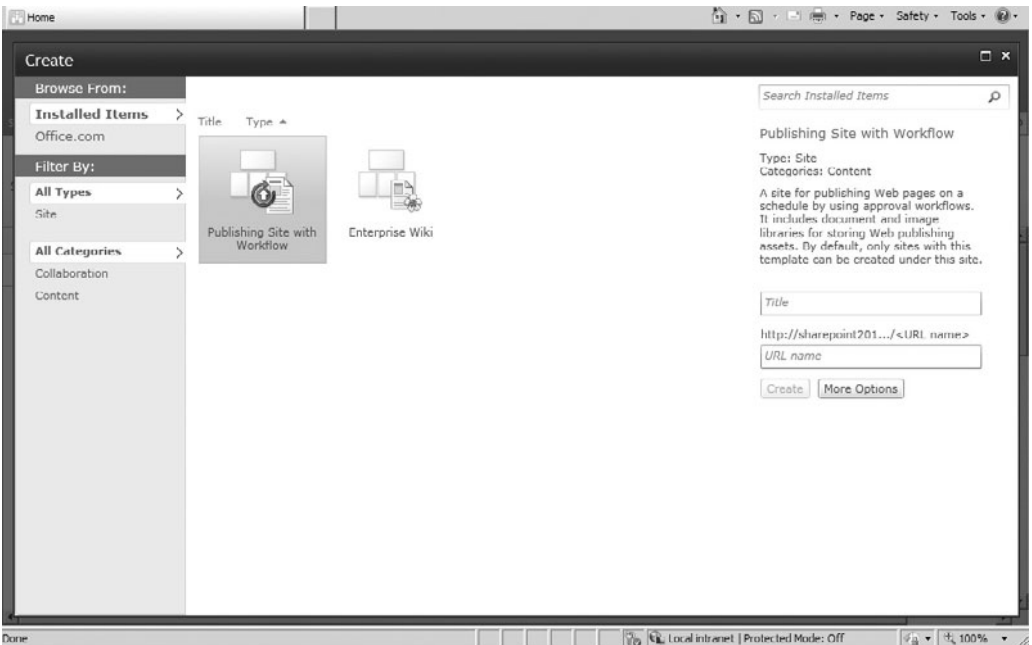 Home
Page
Safety
Tools
Create
Browse From:
Installed Items
Office.com
Filter By:
All Types
Site
All Categories
Collaboration
Content
Title Type
Publishing Site with
Workflow
Enterprise Wiki
Search Installed Items
Publishing Site with Workflow
Type: Site
Categories: Content
A site for publishing Web pages on a
schedule by using approval workflows.
It includes document and image
libraries for storing Web publishing
assets. By default, only sites with this
template can be created under this site.
Title
http://sharepoint201.../<URL name>
URL name
Create
More Options
Done
Local intranet | Protected Mode: Off
100%